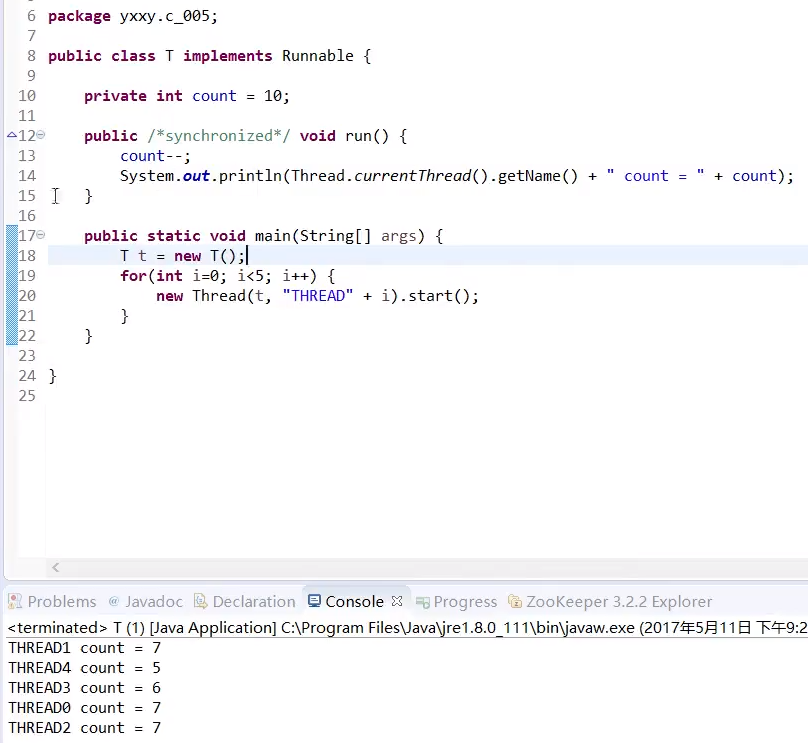 6 package yxxy.c_005;
7
8 public class T implements Runnable {
9
10 private int count = 10;
11
12 public /*synchronized*/ void run() {
13 count--;
14 System.out.println(Thread.currentThread().getName() + " count = " + count);
15 }
16
17 public static void main(String[] args) {
18 T t = new T();
19 for(int i=0; i<5; i++) {
20 new Thread(t, "THREAD" + i).start();
21 }
22 }
23
24 }
25
Problems @ Javadoc Declaration Console Progress ZooKeeper 3.2.2 Explorer
<terminated> T (1) [Java Application] C:\Program Files\Java\jre1.8.0_111\bin\javaw.exe (2017年5月11日 下午9:2
THREAD1 count = 7
THREAD4 count = 5
THREAD3 count = 6
THREAD0 count = 7
THREAD2 count = 7